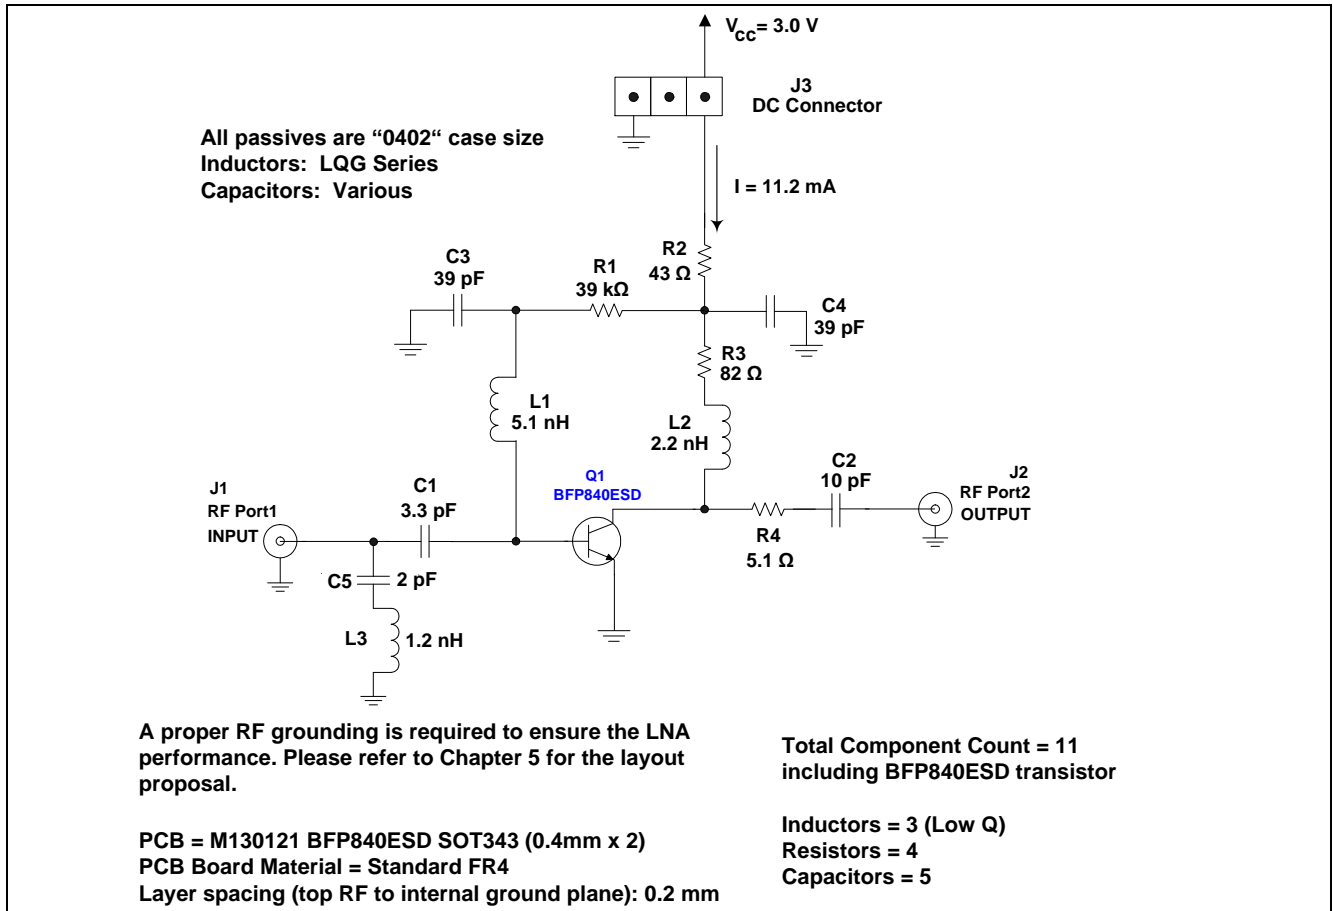 Vcc= 3.0 V
J3
DC Connector
All passives are “0402“ case size
Inductors: LQG Series
Capacitors: Various
I = 11.2 mA
C3
39 pF
R1
39 kΩ
R2
43 Ω
C4
39 pF
R3
82 Ω
L1
5.1 nH
L2
2.2 nH
Q1
BFP840ESD
C2
10 pF
J2
RF Port2
OUTPUT
J1
RF Port1
INPUT
C1
3.3 pF
R4
5.1 Ω
C5
2 pF
L3
1.2 nH
A proper RF grounding is required to ensure the LNA
performance. Please refer to Chapter 5 for the layout
proposal.
PCB = M130121 BFP840ESD SOT343 (0.4mm x 2)
PCB Board Material = Standard FR4
Layer spacing (top RF to internal ground plane): 0.2 mm
Total Component Count = 11
including BFP840ESD transistor
Inductors = 3 (Low Q)
Resistors = 4
Capacitors = 5